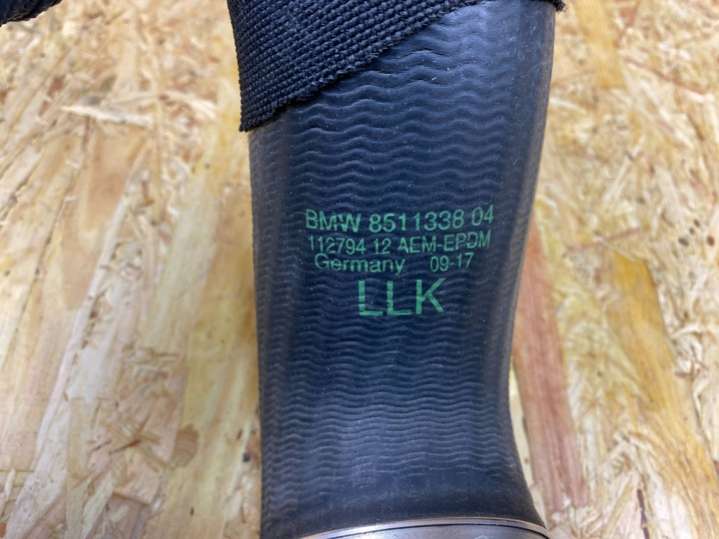 BMW 8511338 04
112794 12 AEM-EPDM
Germany 09-17
LLK